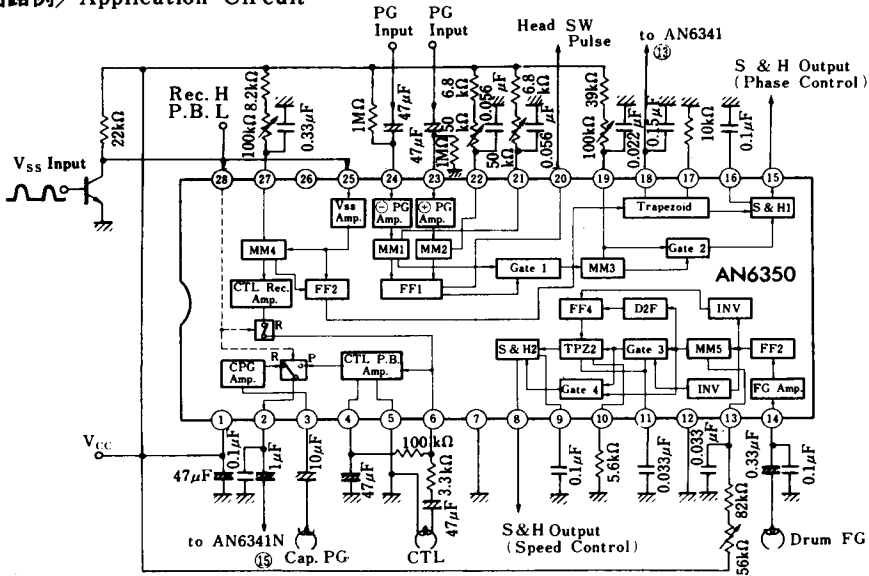 路例／Application Circuit
PG Input
PG Input
Head SW Pulse
to AN6341 ⑬
S & H Output (Phase Control)
Rec. H
P.B. L
22kΩ
100kΩ 8.2kΩ
0.33μF
1MΩ
47μF
47μF
1MΩ
50 kΩ
6.8 kΩ
0.056 μF
50 kΩ
6.8 kΩ
0.056 μF
100kΩ 39kΩ
0.022μF
0.15μF
10kΩ
0.1μF
VSS Input
28 27 26 25 24 23 22 21 20 19 18 17 16 15
Vss Amp.
⊖ PG Amp.
⊕ PG Amp.
Trapezoid
S & H1
MM4
MM1
MM2
Gate 2
Gate 1
MM3
AN6350
CTL Rec. Amp.
FF2
FF1
R
FF4
D2F
INV
CPG Amp.
R
P
CTL P.B. Amp.
S & H2
TPZ2
Gate 3
MM5
FF2
Gate 4
INV
FG Amp.
1 2 3 4 5 6 7 8 9 10 11 12 13 14
VCC
47μF
0.1μF
1μF
10μF
47μF
100kΩ
3.3kΩ
47μF
0.1μF
5.6kΩ
0.033μF
0.033 μF
82kΩ
56kΩ
0.33μF
0.1μF
to AN6341N ⑮
Cap. PG
CTL
S&H Output (Speed Control)
Drum FG